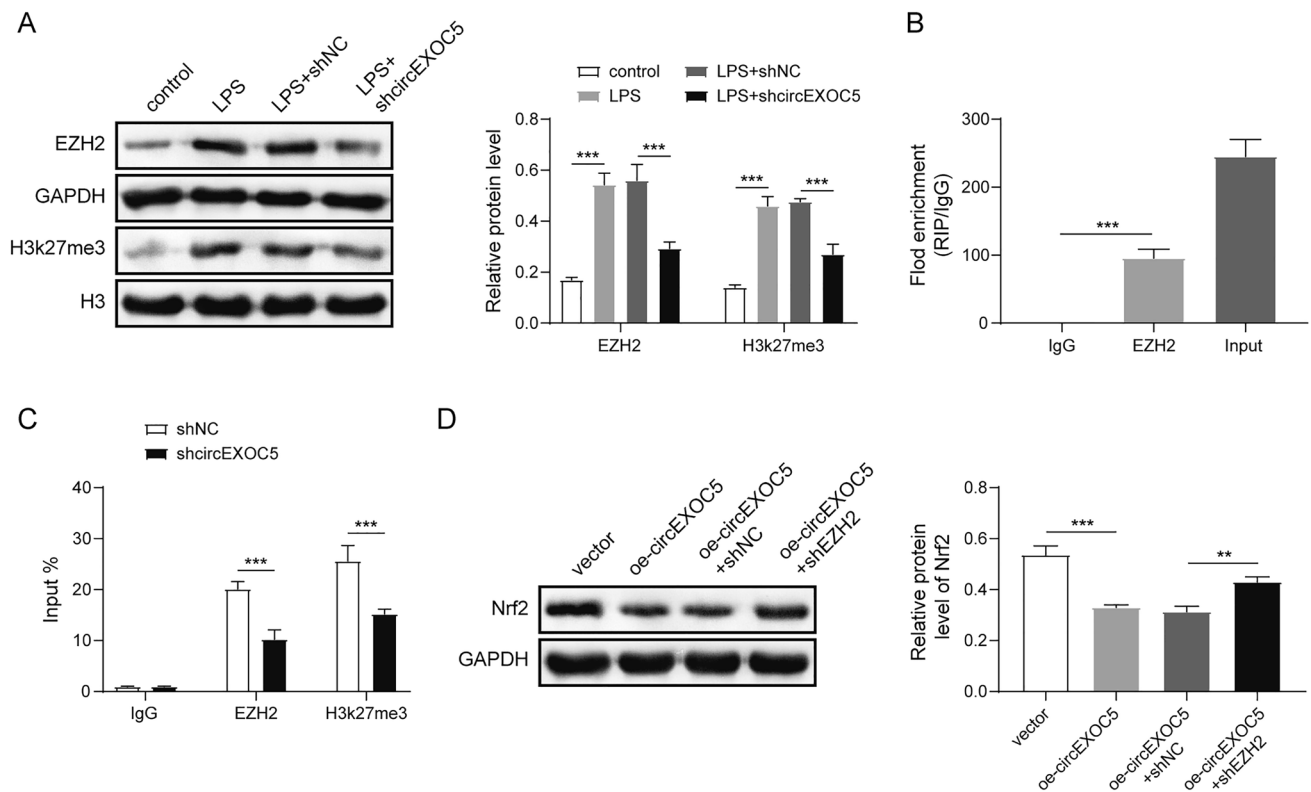 A
control
LPS
LPS+shNC
LPS+
shcircEXOC5
EZH2
GAPDH
H3k27me3
H3
control
LPS
LPS+shNC
LPS+shcircEXOC5
Relative protein level
0.8
0.6
0.4
0.2
0.0
***
***
***
***
EZH2
H3k27me3
B
Flod enrichment
(RIP/IgG)
300
200
100
0
***
IgG
EZH2
Input
C
shNC
shcircEXOC5
Input %
40
30
20
10
0
***
***
IgG
EZH2
H3k27me3
D
vector
oe-circEXOC5
oe-circEXOC5
+shNC
oe-circEXOC5
+shEZH2
Nrf2
GAPDH
Relative protein
level of Nrf2
0.8
0.6
0.4
0.2
0.0
***
**
vector
oe-circEXOC5
oe-circEXOC5
+shNC
oe-circEXOC5
+shEZH2